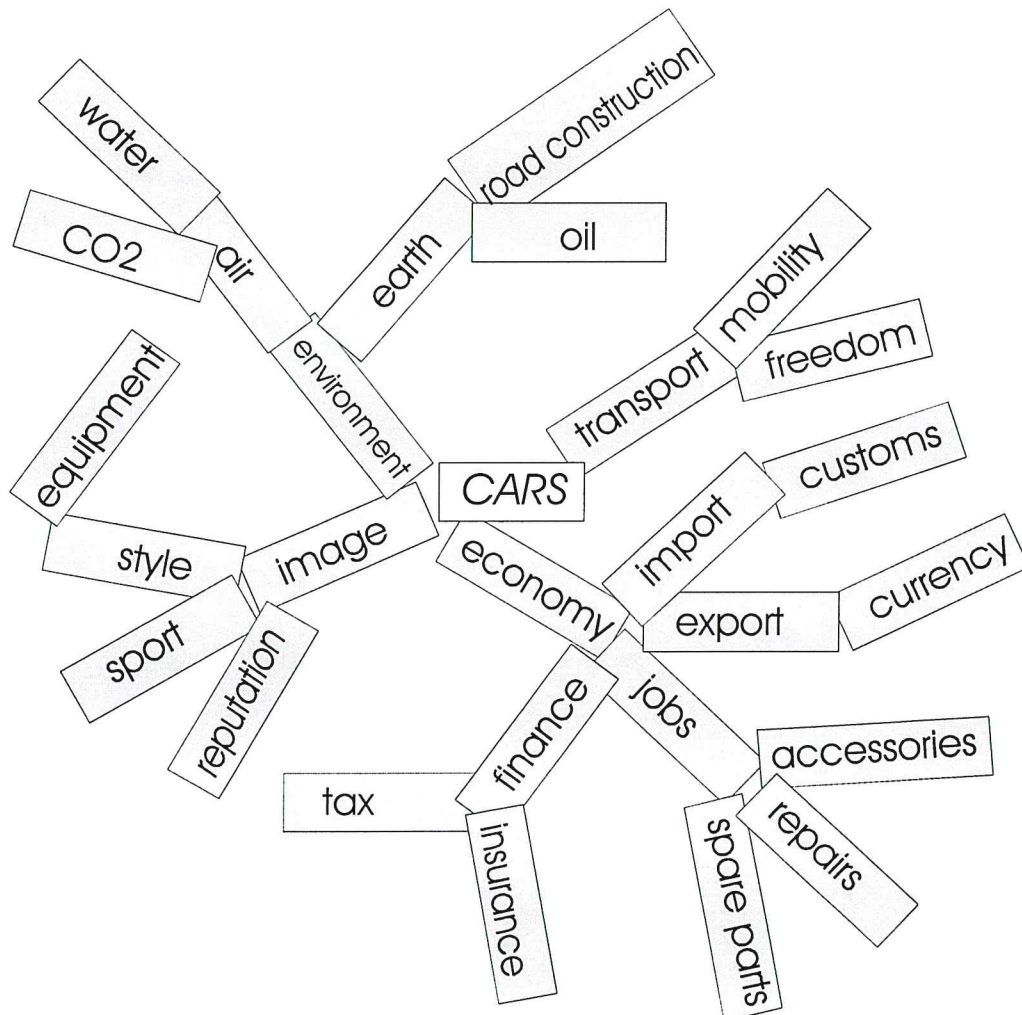 water
CO2
air
road construction
oil
earth
environment
equipment
style
image
sport
reputation
CARS
transport
mobility
freedom
customs
import
economy
export
currency
jobs
finance
tax
insurance
accessories
repairs
spare parts